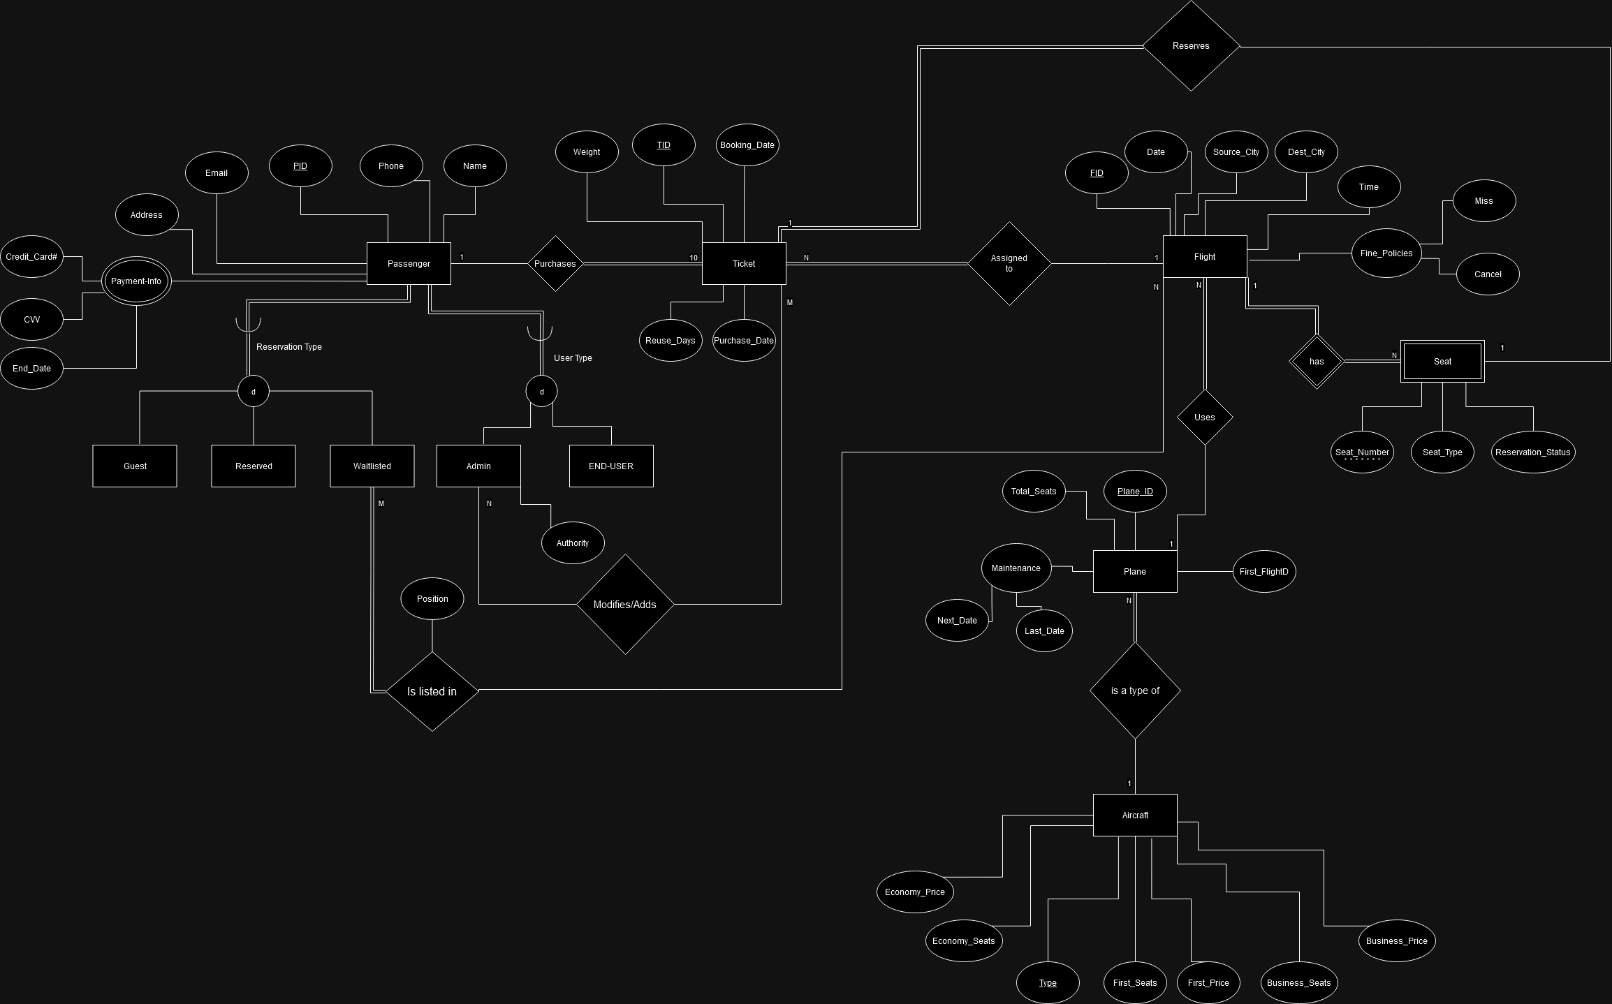 Reserves
Booking_Date
TID
Weight
Date
Source_City
Dest_City
Phone
Name
PID
Email
FID
Time
Miss
Address
1
Credit_Card#
Payment-Info
Passenger
1
Purchases
10
Ticket
N
Assigned
to
1
Flight
Fine_Policies
Cancel
N
N
1
M
CVV
Reservation Type
User Type
Reuse_Days
Purchase_Date
End_Date
has
N
Seat
1
d
d
Uses
Seat_Number
Seat_Type
Reservation_Status
Guest
Reserved
Waitlisted
Admin
END-USER
M
N
Total_Seats
Plane_ID
Authority
1
Maintenance
Plane
First_FlightD
Position
Modifies/Adds
N
Next_Date
Last_Date
Is listed in
is a type of
1
Aircraft
Economy_Price
Economy_Seats
Business_Price
Type
First_Seats
First_Price
Business_Seats